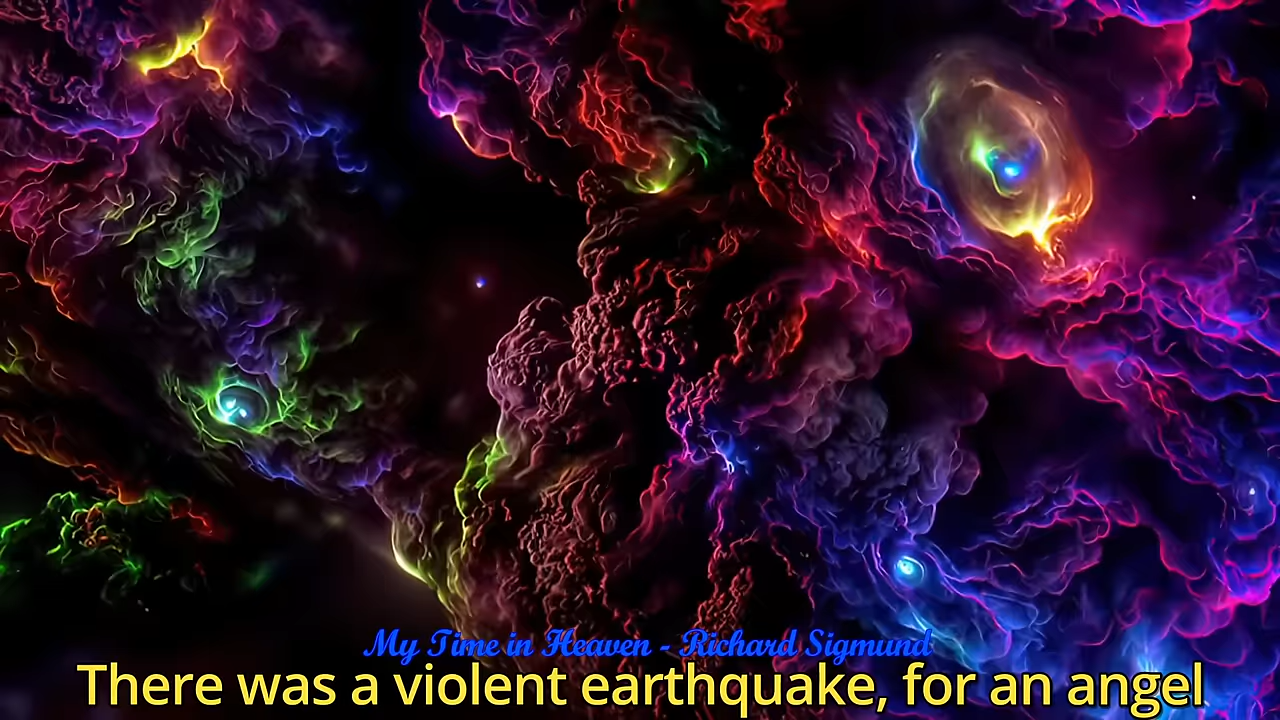 My Time in Heaven - Richard Sigmund
There was a violent earthquake, for an angel